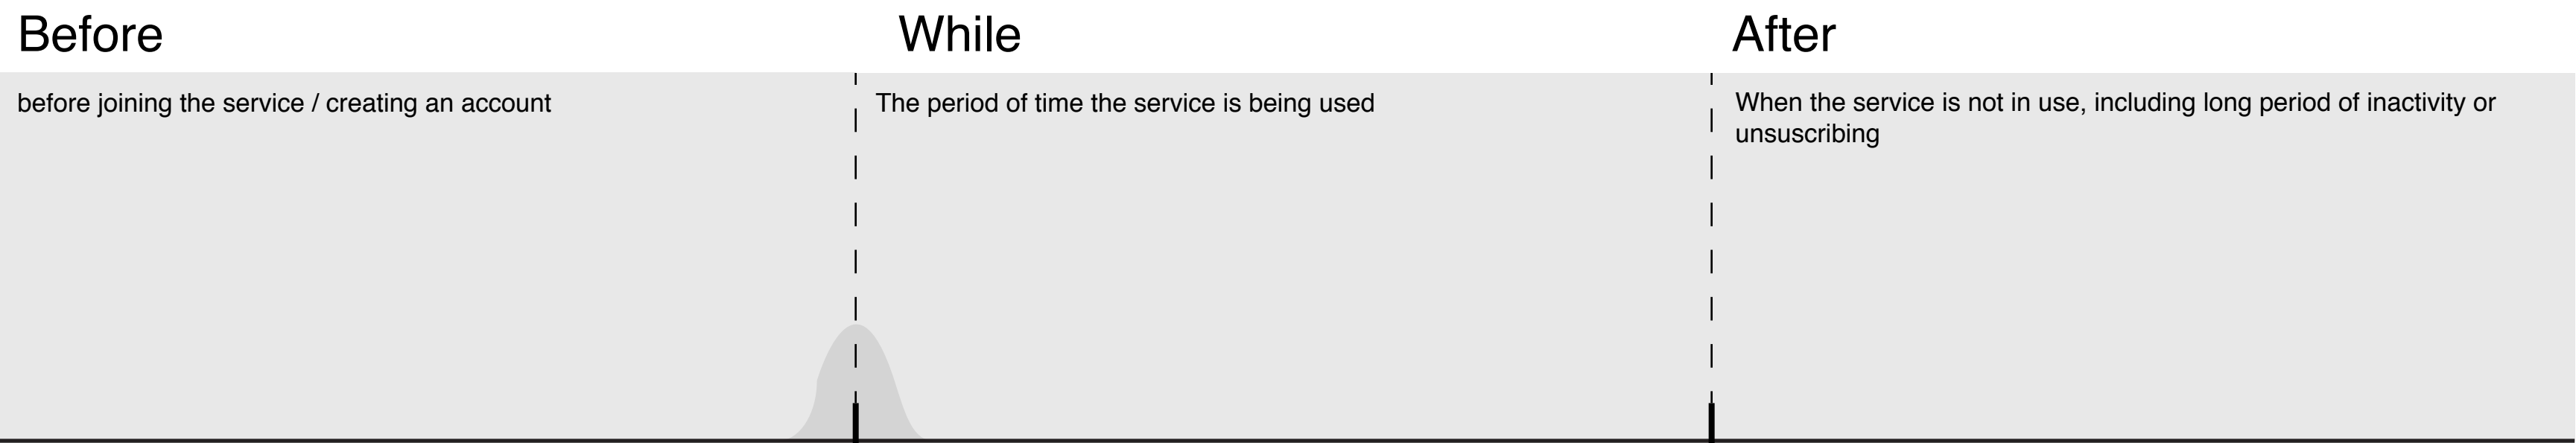 Before
While
After
before joining the service / creating an account
The period of time the service is being used
When the service is not in use, including long period of inactivity or
unsuscribing